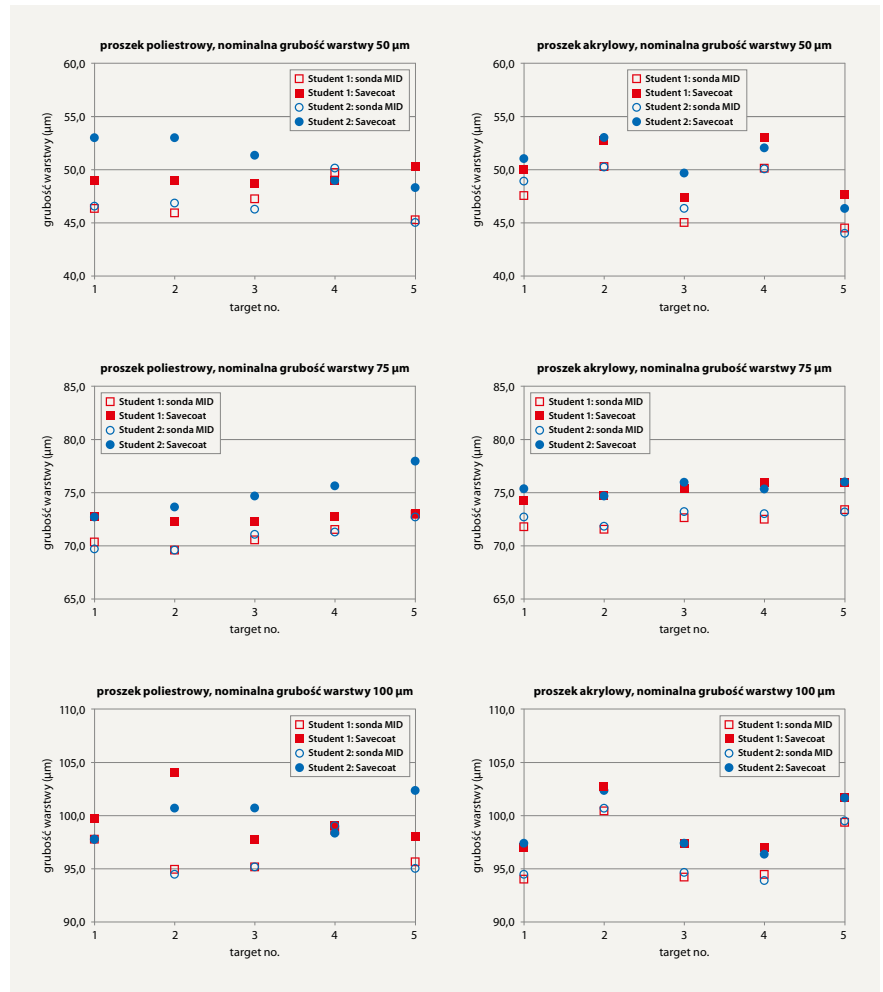 proszek poliestrowy, nominalna grubość warstwy 50 µm
60,0
55,0
50,0
45,0
40,0
grubość warstwy (µm)
Student 1: sonda MID
Student 1: Savecoat
Student 2: sonda MID
Student 2: Savecoat
1 2 3 4 5
target no.
proszek akrylowy, nominalna grubość warstwy 50 µm
60,0
55,0
50,0
45,0
40,0
grubość warstwy (µm)
Student 1: sonda MID
Student 1: Savecoat
Student 2: sonda MID
Student 2: Savecoat
1 2 3 4 5
target no.
proszek poliestrowy, nominalna grubość warstwy 75 µm
85,0
80,0
75,0
70,0
65,0
grubość warstwy (µm)
Student 1: sonda MID
Student 1: Savecoat
Student 2: sonda MID
Student 2: Savecoat
1 2 3 4 5
target no.
proszek akrylowy, nominalna grubość warstwy 75 µm
85,0
80,0
75,0
70,0
65,0
grubość warstwy (µm)
Student 1: sonda MID
Student 1: Savecoat
Student 2: sonda MID
Student 2: Savecoat
1 2 3 4 5
target no.
proszek poliestrowy, nominalna grubość warstwy 100 µm
110,0
105,0
100,0
95,0
90,0
grubość warstwy (µm)
Student 1: sonda MID
Student 1: Savecoat
Student 2: sonda MID
Student 2: Savecoat
1 2 3 4 5
target no.
proszek akrylowy, nominalna grubość warstwy 100 µm
110,0
105,0
100,0
95,0
90,0
grubość warstwy (µm)
Student 1: sonda MID
Student 1: Savecoat
Student 2: sonda MID
Student 2: Savecoat
1 2 3 4 5
target no.